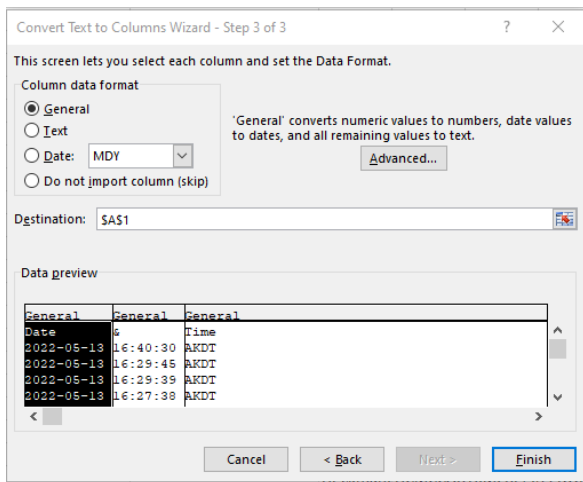 Convert Text to Columns Wizard - Step 3 of 3
This screen lets you select each column and set the Data Format.
Column data format
General
Text
Date: MDY
Do not import column (skip)
'General' converts numeric values to numbers, date values
to dates, and all remaining values to text.
Advanced...
Destination: $A$1
Data preview
General General General
Date & Time
2022-05-13 16:40:30 AKDT
2022-05-13 16:29:45 AKDT
2022-05-13 16:29:39 AKDT
2022-05-13 16:27:38 AKDT
Cancel < Back Next > Finish